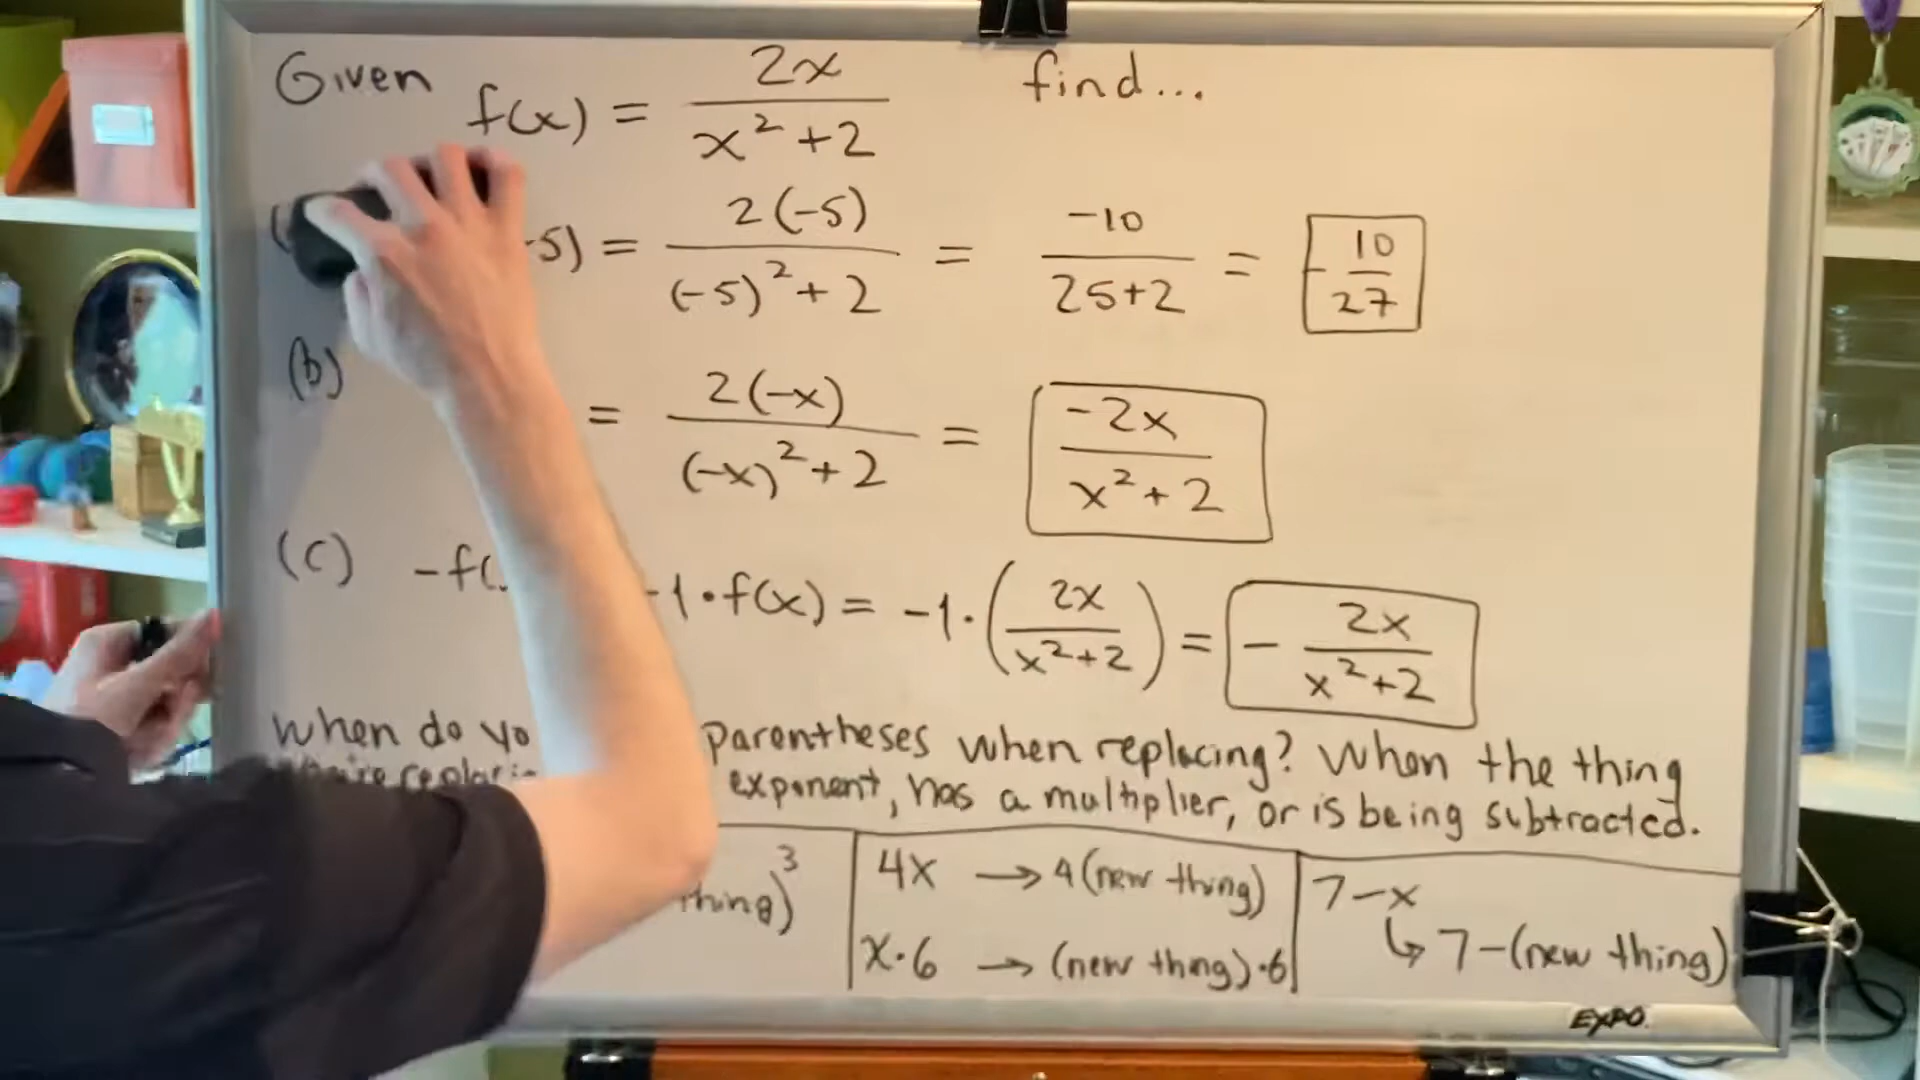 Given f(x) = 2x / x² + 2 find...
-5) = 2(-5) / (-5)² + 2 = -10 / 25+2 = - 10 / 27
(b) = 2(-x) / (-x)² + 2 = -2x / x² + 2
(c) -f( -1·f(x) = -1·(2x / x²+2) = - 2x / x²+2
When do yo parentheses when replacing? When the thing
exponent, has a multiplier, or is being subtracted.
thing)³
4x → 4(new thing)
x·6 → (new thing)·6
7-x
↳ 7-(new thing)
EXPO